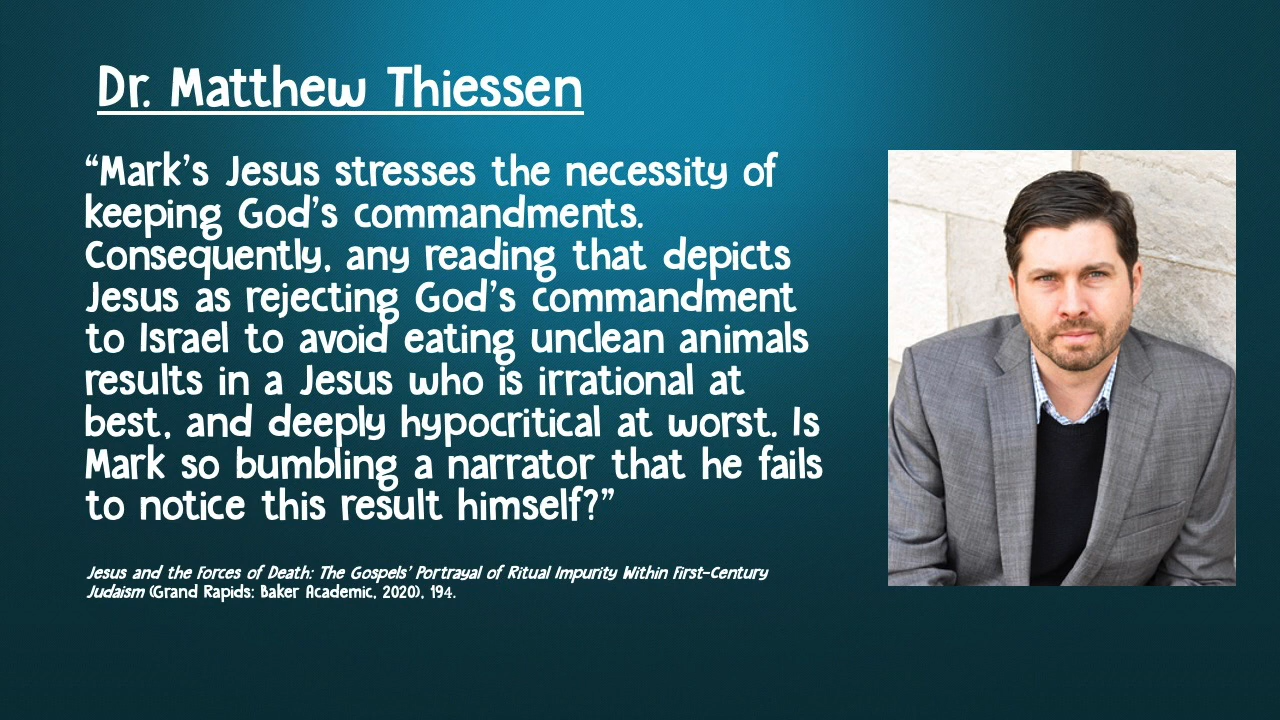 Dr. Matthew Thiessen
“Mark’s Jesus stresses the necessity of
keeping God’s commandments.
Consequently, any reading that depicts
Jesus as rejecting God’s commandment
to Israel to avoid eating unclean animals
results in a Jesus who is irrational at
best, and deeply hypocritical at worst. Is
Mark so bumbling a narrator that he fails
to notice this result himself?”
Jesus and the Forces of Death: The Gospels’ Portrayal of Ritual Impurity Within First-Century
Judaism (Grand Rapids: Baker Academic, 2020), 194.